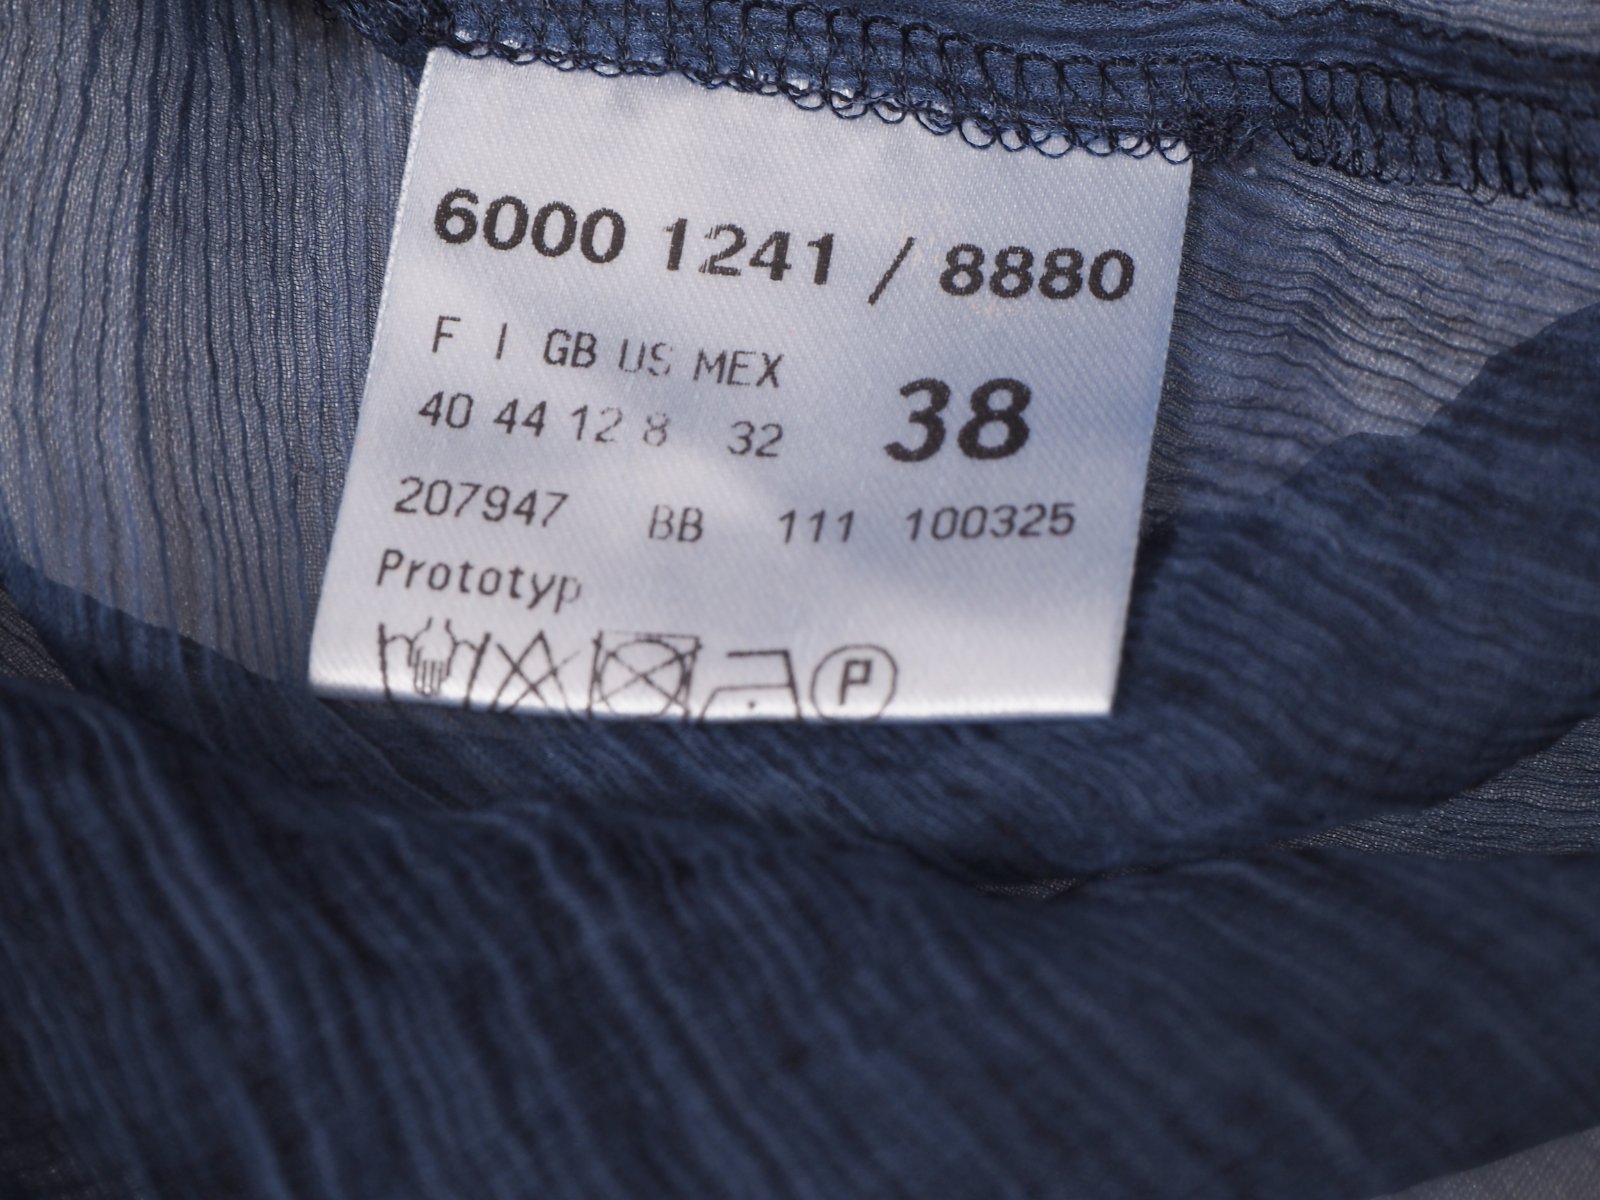 6000 1241 / 8880
F I GB US MEX
40 44 12 8 32 38
207947 BB 111 100325
Prototyp
P